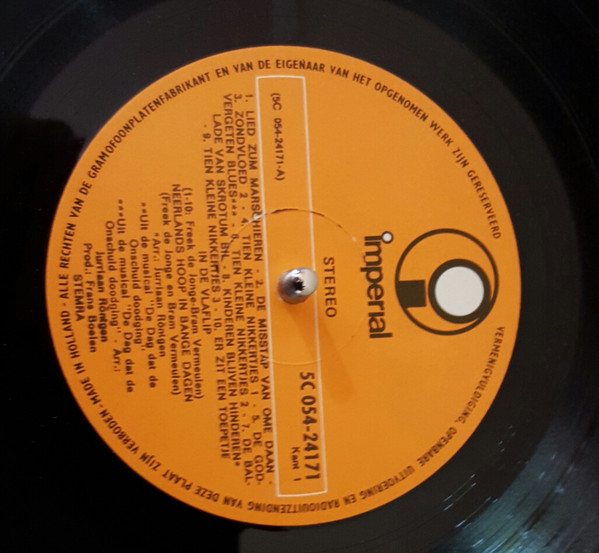 imperial
STEREO
5C 054-24171
Kant 1
(5C 054-24171-A)
1. LIED ZUM MARSCHIEREN. - 2. DE MISSTAP VAN OME DAAN -
3. ZONDVLOED 2 - 4. TIEN KLEINE NIKKERTJES 1 - 5. DE GOD-
VERGETEN BLUES*** - 6. TIEN KLEINE NIKKERTJES 2 - 7. DE BAL-
LADE VAN SKROTUM BYL - 8. KINDEREN BLIJVEN HINDEREN*
- 9. TIEN KLEINE NIKKERTJES 3 - 10. ER ZIT EEN TOEPETJE
IN DE VLAFLIP
(1-10: Freek de Jonge-Bram Vermeulen)
NEERLANDS HOOP IN BANGE DAGEN
(Freek de Jonge en Bram Vermeulen)
*Arr.: Jurriaan Röntgen
**Uit de musical "De Dag dat de
Onschuld doodging"
***Uit de musical "De Dag dat de
Onschuld doodging" - Arr.:
Jurriaan Röntgen
Prod.: Frans Boelen
STEMRA
ALLE RECHTEN VAN DE GRAMOFOONPLATENFABRIKANT EN VAN DE EIGENAAR VAN HET OPGENOMEN WERK ZIJN GERESERVEERD
VERMENIGVULDIGING, OPENBARE UITVOERING EN RADIOUITZENDING VAN DEZE PLAAT ZIJN VERBODEN - MADE IN HOLLAND -